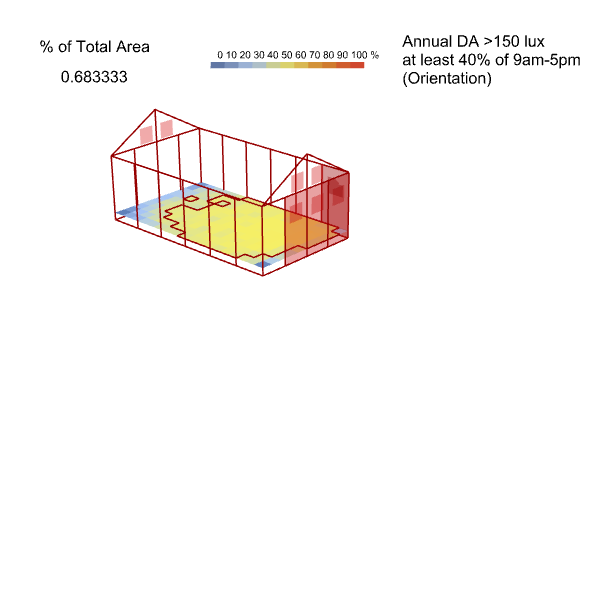 % of Total Area
0.683333
0 10 20 30 40 50 60 70 80 90 100 %
Annual DA >150 lux
at least 40% of 9am-5pm
(Orientation)